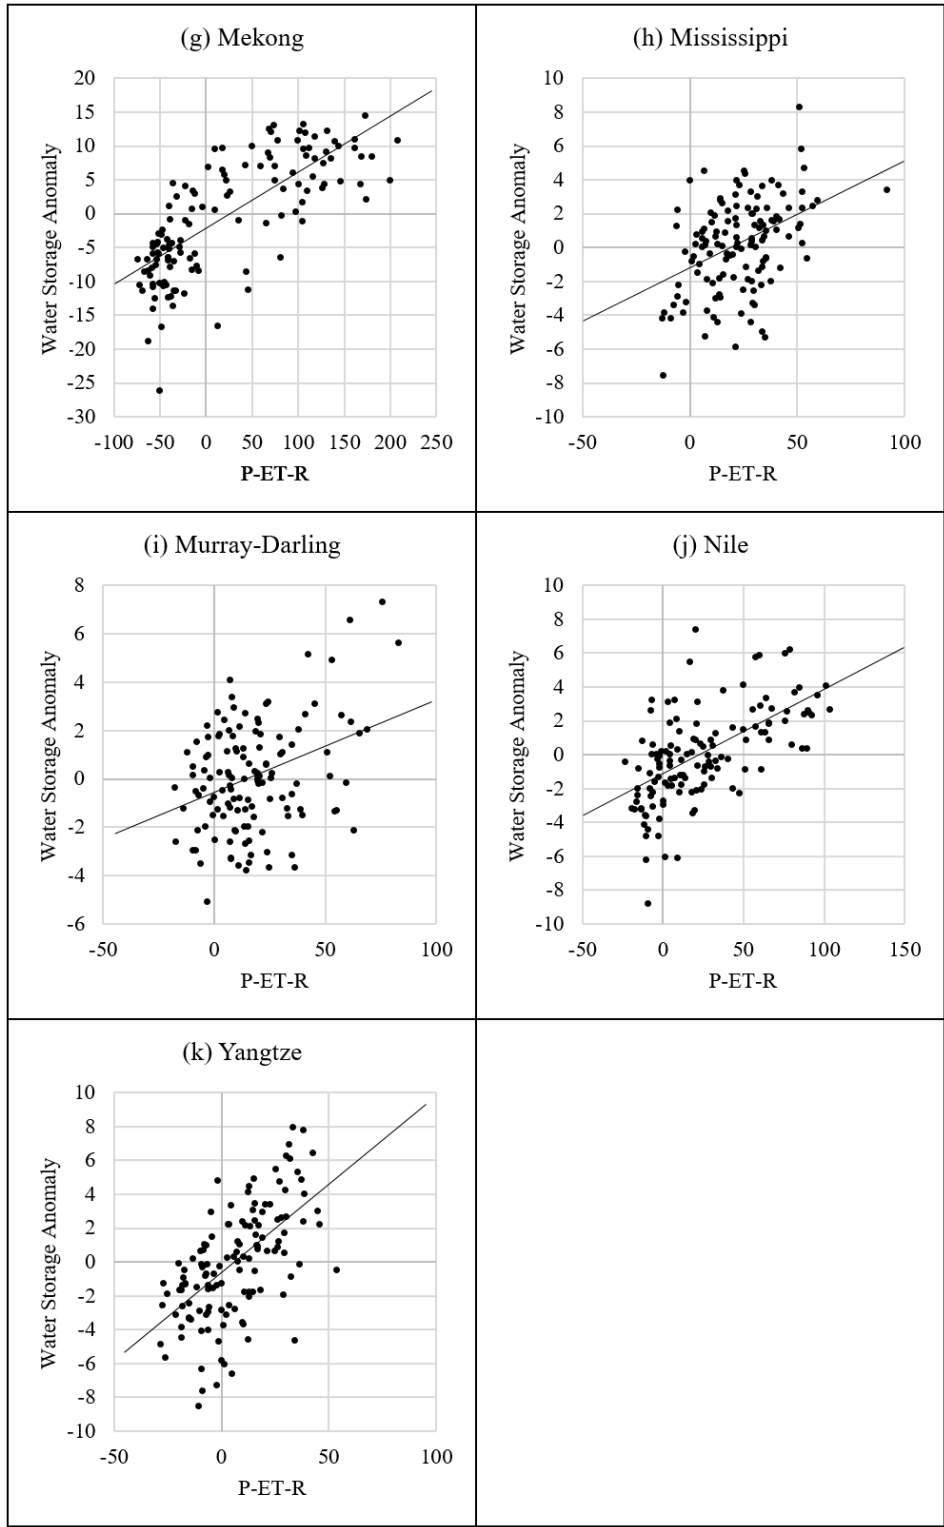 (g) Mekong
Water Storage Anomaly
20
15
10
5
0
-5
-10
-15
-20
-25
-30
-100 -50 0 50 100 150 200 250
P-ET-R
(h) Mississippi
Water Storage Anomaly
10
8
6
4
2
0
-2
-4
-6
-8
-10
-50 0 50 100
P-ET-R
(i) Murray-Darling
Water Storage Anomaly
8
6
4
2
0
-2
-4
-6
-50 0 50 100
P-ET-R
(j) Nile
Water Storage Anomaly
10
8
6
4
2
0
-2
-4
-6
-8
-10
-50 0 50 100 150
P-ET-R
(k) Yangtze
Water Storage Anomaly
10
8
6
4
2
0
-2
-4
-6
-8
-10
-50 0 50 100
P-ET-R